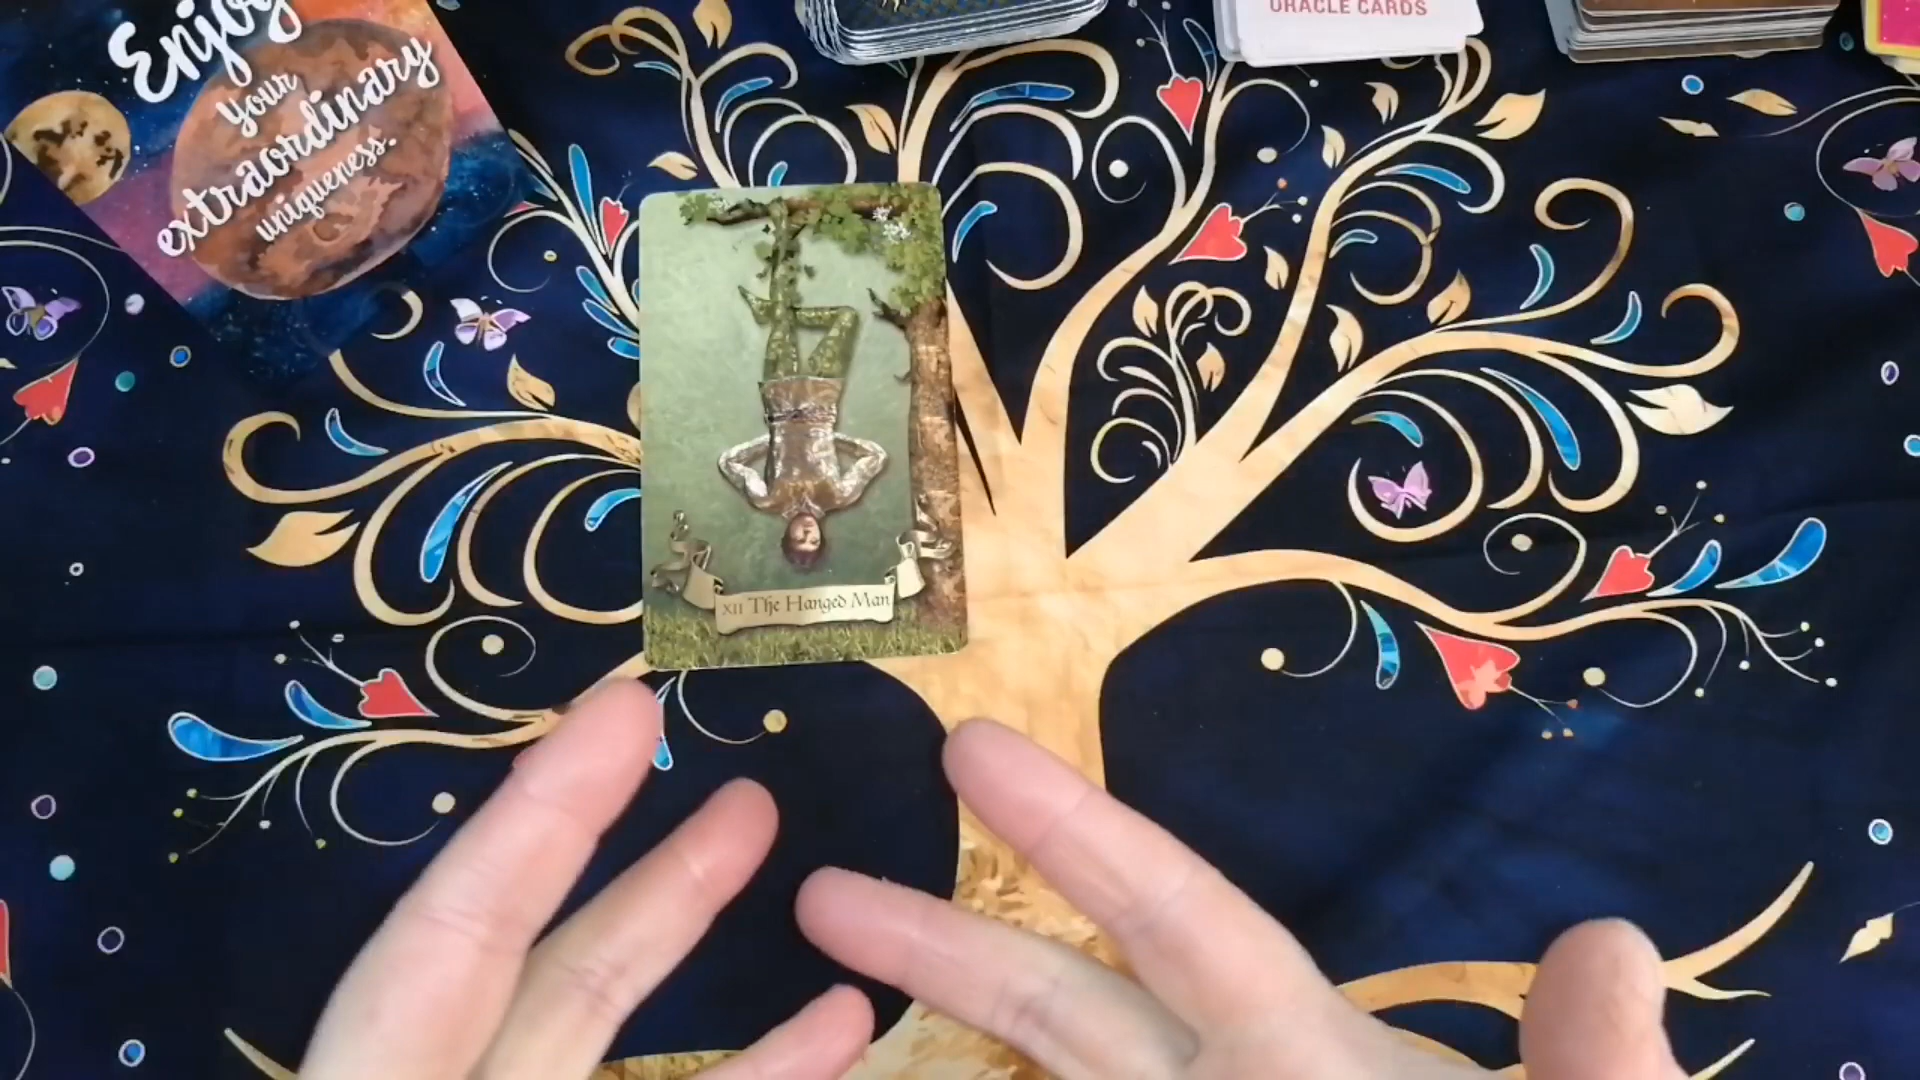 Enjoy
your
extraordinary
uniqueness.
ORACLE CARDS
XII The Hanged Man